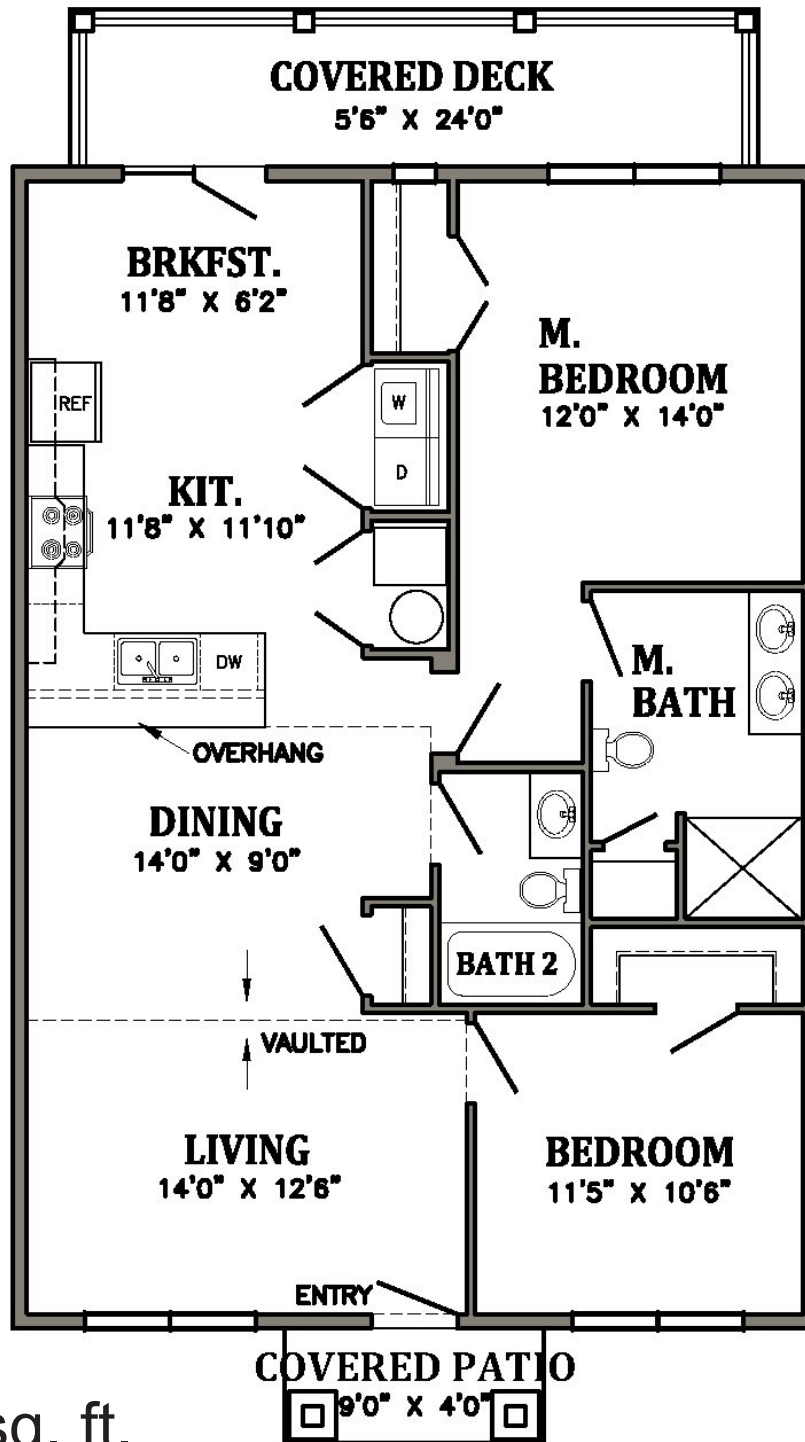 COVERED DECK
5'6" X 24'0"
BRKFST.
11'8" X 6'2"
M.
BEDROOM
12'0" X 14'0"
REF
W
D
KIT.
11'8" X 11'10"
DW
M.
BATH
OVERHANG
DINING
14'0" X 9'0"
BATH 2
VAULTED
LIVING
14'0" X 12'6"
BEDROOM
11'5" X 10'6"
ENTRY
COVERED PATIO
9'0" X 4'0"
sq. ft.